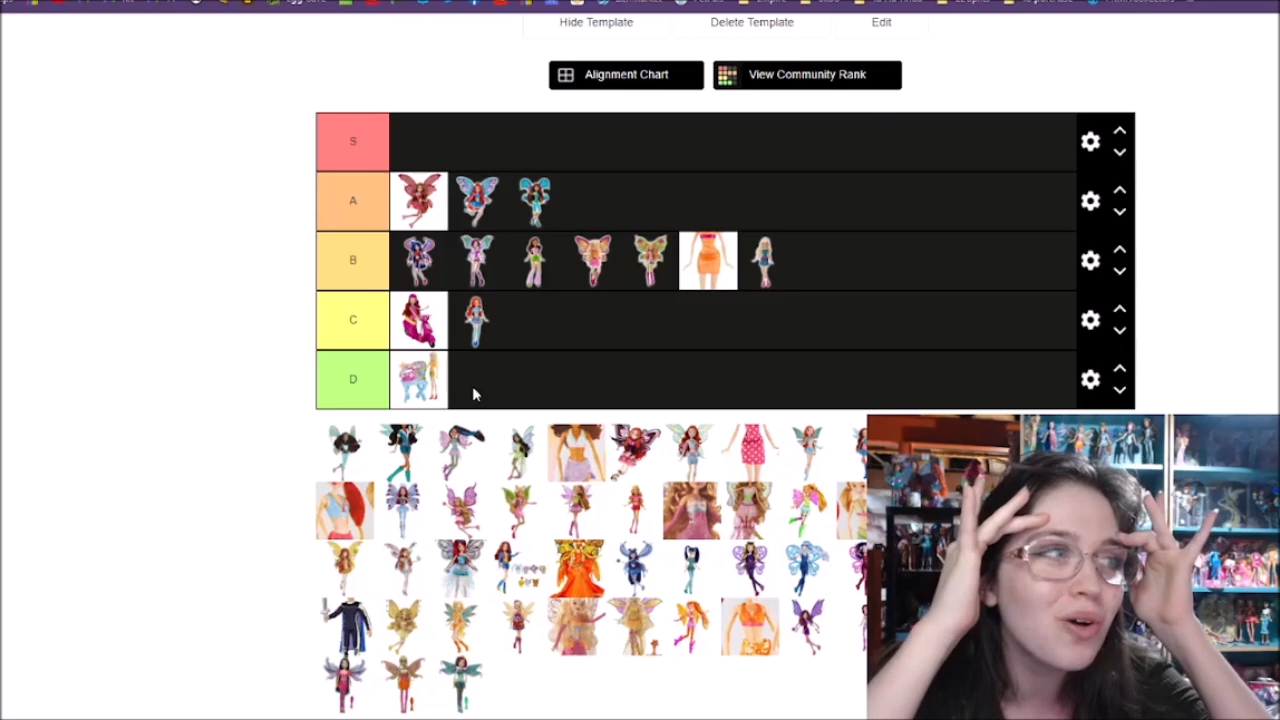 Hide Template
Delete Template
Edit
Alignment Chart
View Community Rank
S
A
B
C
D